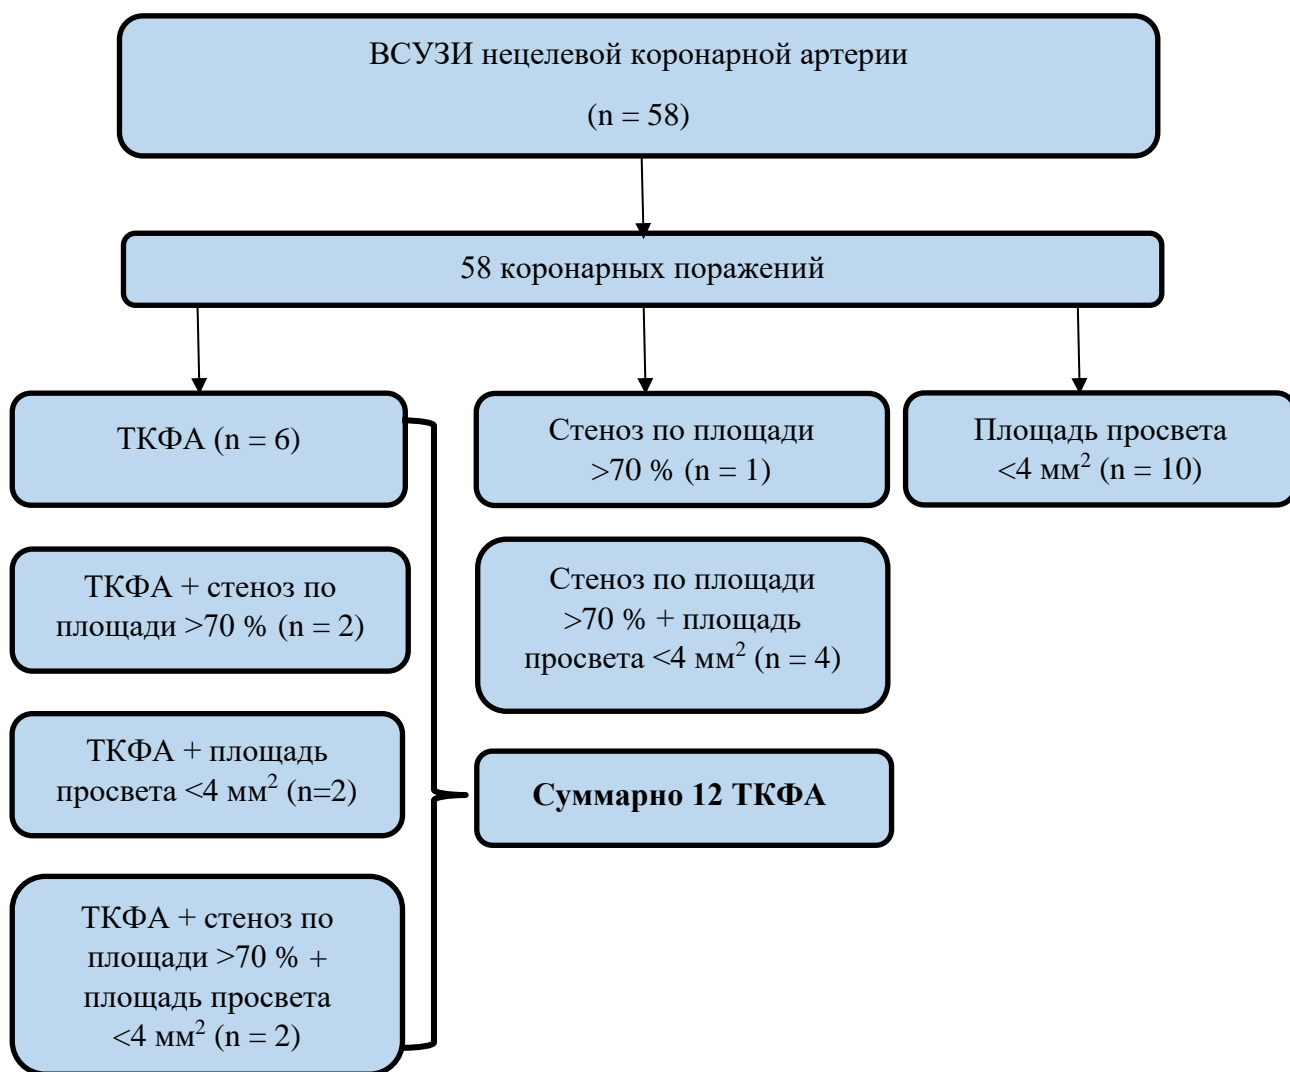 ВСУЗИ нецелевой коронарной артерии
(n = 58)
58 коронарных поражений
ТКФА (n = 6)
Стеноз по площади
>70 % (n = 1)
Площадь просвета
<4 мм² (n = 10)
ТКФА + стеноз по
площади >70 % (n = 2)
Стеноз по площади
>70 % + площадь
просвета <4 мм² (n = 4)
ТКФА + площадь
просвета <4 мм² (n=2)
Суммарно 12 ТКФА
ТКФА + стеноз по
площади >70 % +
площадь просвета
<4 мм² (n = 2)